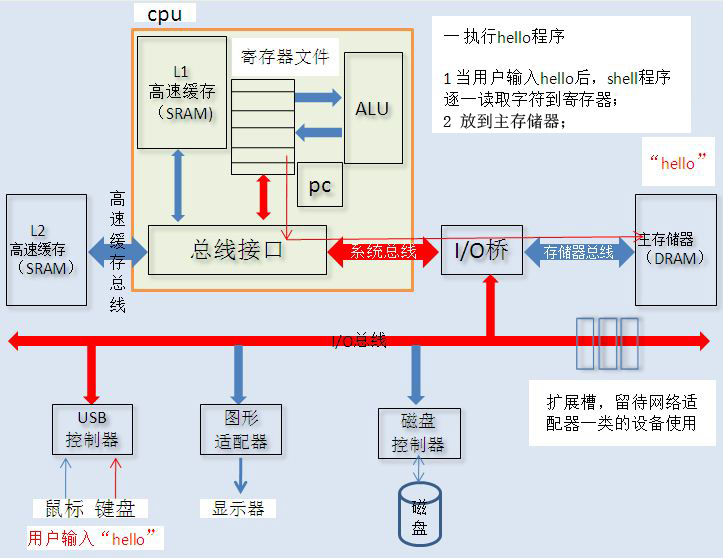 cpu
一 执行hello程序
1 当用户输入hello后，shell程序
逐一读取字符到寄存器；
2 放到主存储器；
L1
高速缓存
（SRAM)
寄存器文件
ALU
pc
“hello”
L2
高速缓存
（SRAM）
高速缓存总线
总线接口
系统总线
I/O桥
存储器总线
主存储器
（DRAM）
I/O总线
扩展槽，留待网络适
配器一类的设备使用
USB
控制器
图形
适配器
磁盘
控制器
鼠标 键盘
显示器
磁
盘
用户输入“hello”